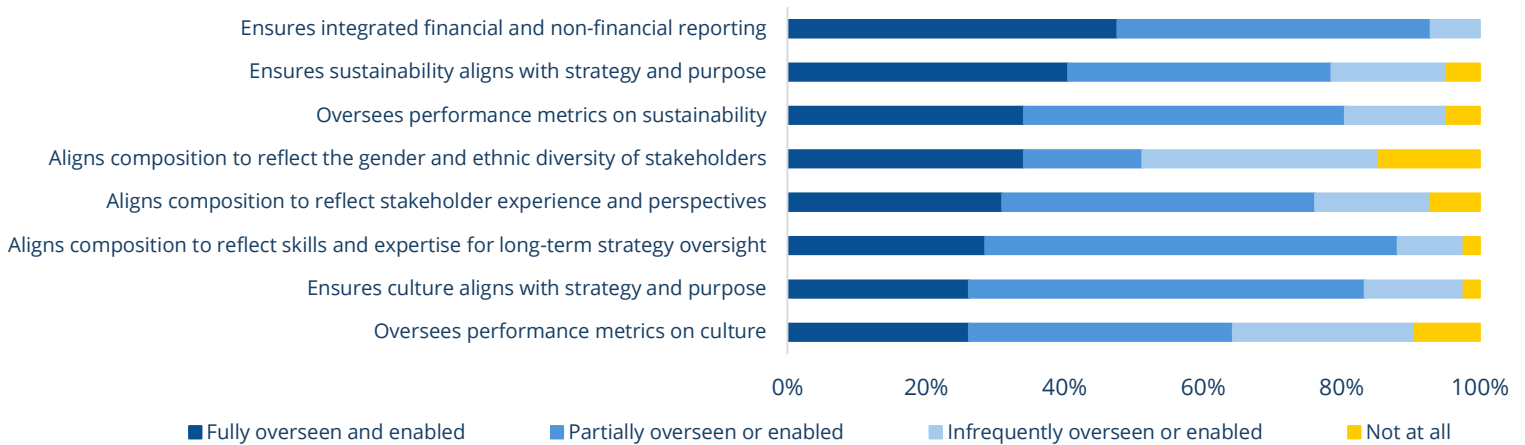 Ensures integrated financial and non-financial reporting
Ensures sustainability aligns with strategy and purpose
Oversees performance metrics on sustainability
Aligns composition to reflect the gender and ethnic diversity of stakeholders
Aligns composition to reflect stakeholder experience and perspectives
Aligns composition to reflect skills and expertise for long-term strategy oversight
Ensures culture aligns with strategy and purpose
Oversees performance metrics on culture
0% 20% 40% 60% 80% 100%
Fully overseen and enabled Partially overseen or enabled Infrequently overseen or enabled Not at all